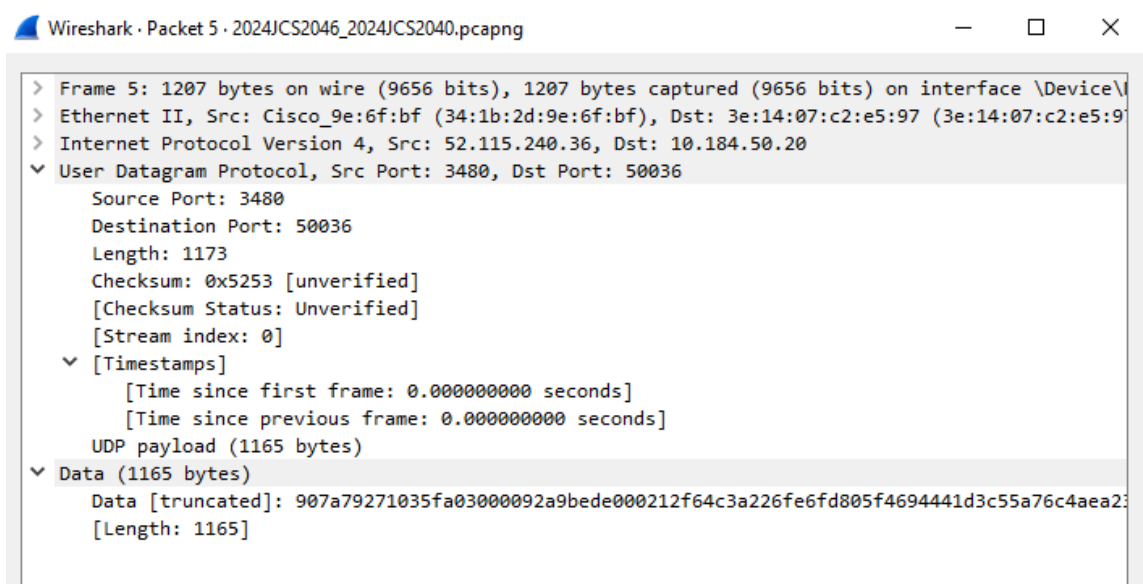 Wireshark · Packet 5 · 2024JCS2046_2024JCS2040.pcapng
Frame 5: 1207 bytes on wire (9656 bits), 1207 bytes captured (9656 bits) on interface \Device\
Ethernet II, Src: Cisco_9e:6f:bf (34:1b:2d:9e:6f:bf), Dst: 3e:14:07:c2:e5:97 (3e:14:07:c2:e5:9
Internet Protocol Version 4, Src: 52.115.240.36, Dst: 10.184.50.20
User Datagram Protocol, Src Port: 3480, Dst Port: 50036
Source Port: 3480
Destination Port: 50036
Length: 1173
Checksum: 0x5253 [unverified]
[Checksum Status: Unverified]
[Stream index: 0]
[Timestamps]
[Time since first frame: 0.000000000 seconds]
[Time since previous frame: 0.000000000 seconds]
UDP payload (1165 bytes)
Data (1165 bytes)
Data [truncated]: 907a79271035fa03000092a9bede000212f64c3a226fe6fd805f4694441d3c55a76c4aea2
[Length: 1165]